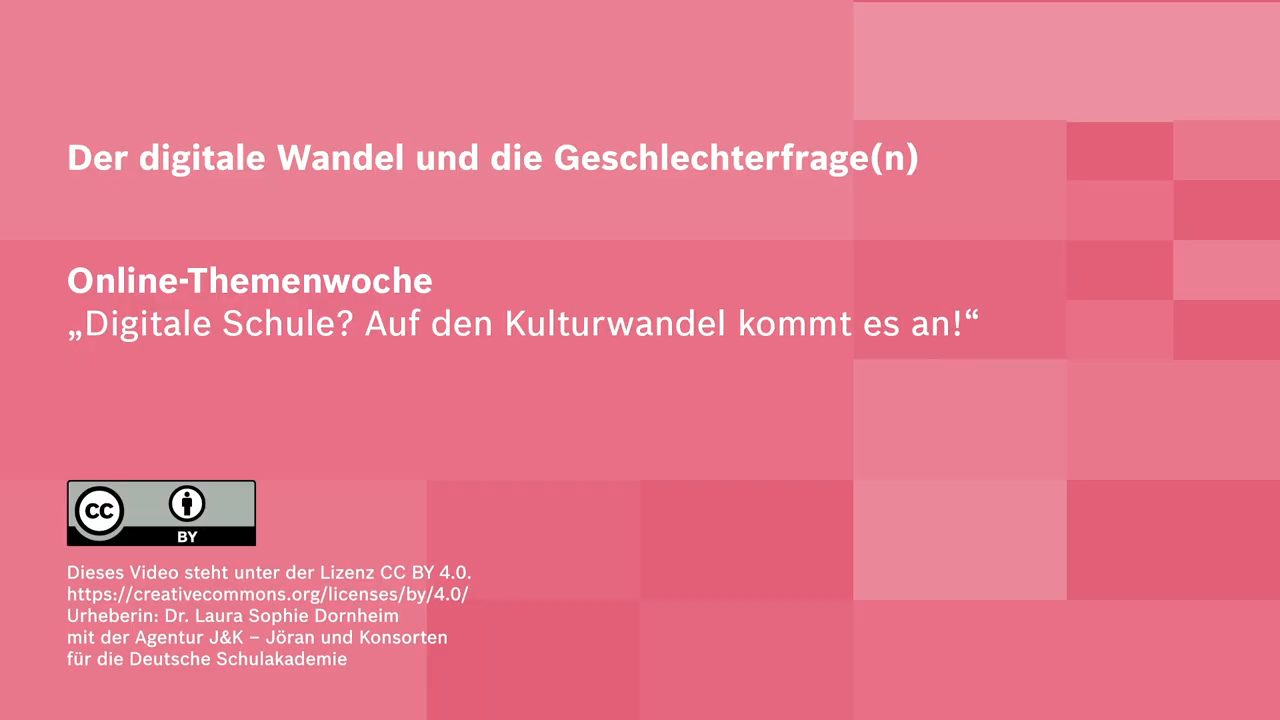 Der digitale Wandel und die Geschlechterfrage(n)
Online-Themenwoche
„Digitale Schule? Auf den Kulturwandel kommt es an!“
CC
BY
Dieses Video steht unter der Lizenz CC BY 4.0.
https://creativecommons.org/licenses/by/4.0/
Urheberin: Dr. Laura Sophie Dornheim
mit der Agentur J&K – Jöran und Konsorten
für die Deutsche Schulakademie